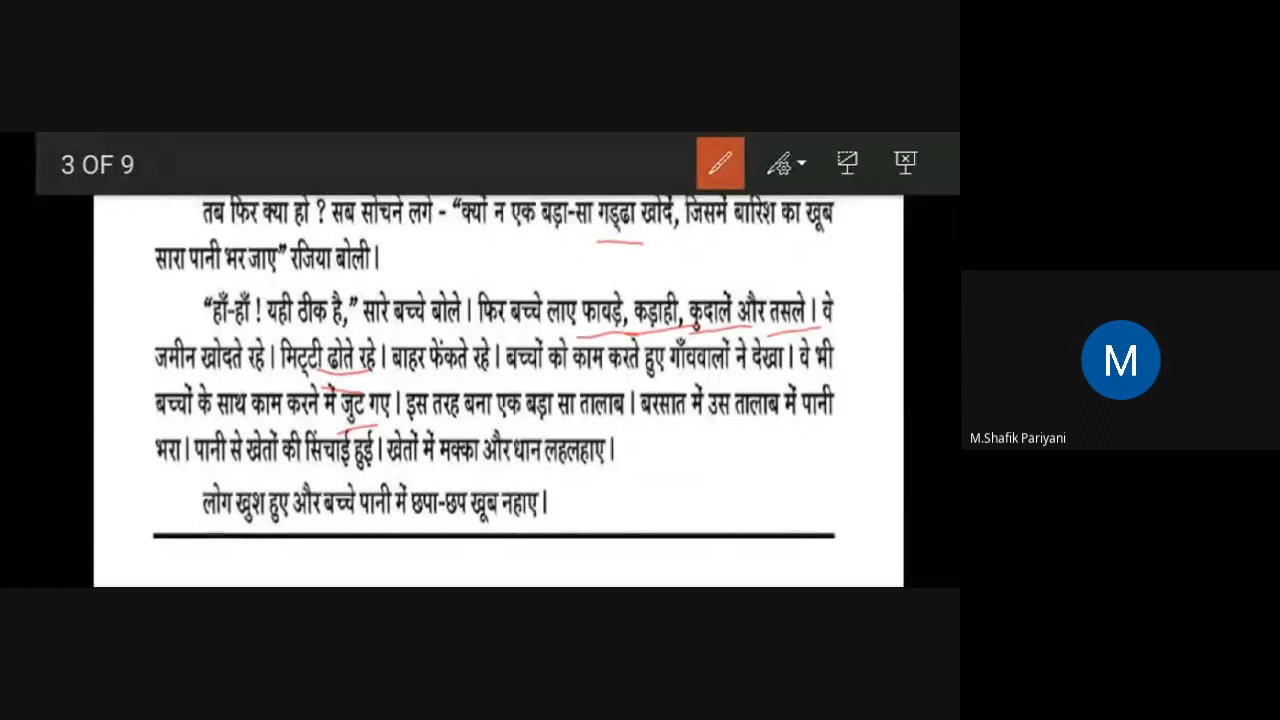 3 OF 9
तब फिर क्या हो ? सब सोचने लगे - “क्यों न एक बड़ा-सा गड्ढा खोदें, जिसमें बारिश का खूब
सारा पानी भर जाए” रजिया बोली।
“हाँ-हाँ ! यही ठीक है,” सारे बच्चे बोले। फिर बच्चे लाए फावड़े, कड़ाही, कुदालें और तसले। वे
जमीन खोदते रहे। मिट्टी ढोते रहे। बाहर फेंकते रहे। बच्चों को काम करते हुए गाँववालों ने देखा। वे भी
बच्चों के साथ काम करने में जुट गए। इस तरह बना एक बड़ा सा तालाब। बरसात में उस तालाब में पानी
भरा। पानी से खेतों की सिंचाई हुई। खेतों में मक्का और धान लहलहाए।
लोग खुश हुए और बच्चे पानी में छपा-छप खूब नहाए।
M
M.Shafik Pariyani